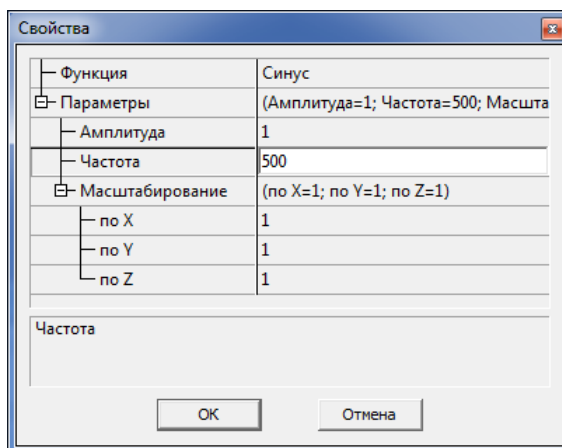 Свойства
Функция Синус
Параметры (Амплитуда=1; Частота=500; Масшта
Амплитуда 1
Частота 500
Масштабирование (по X=1; по Y=1; по Z=1)
по X 1
по Y 1
по Z 1
Частота
OK Отмена